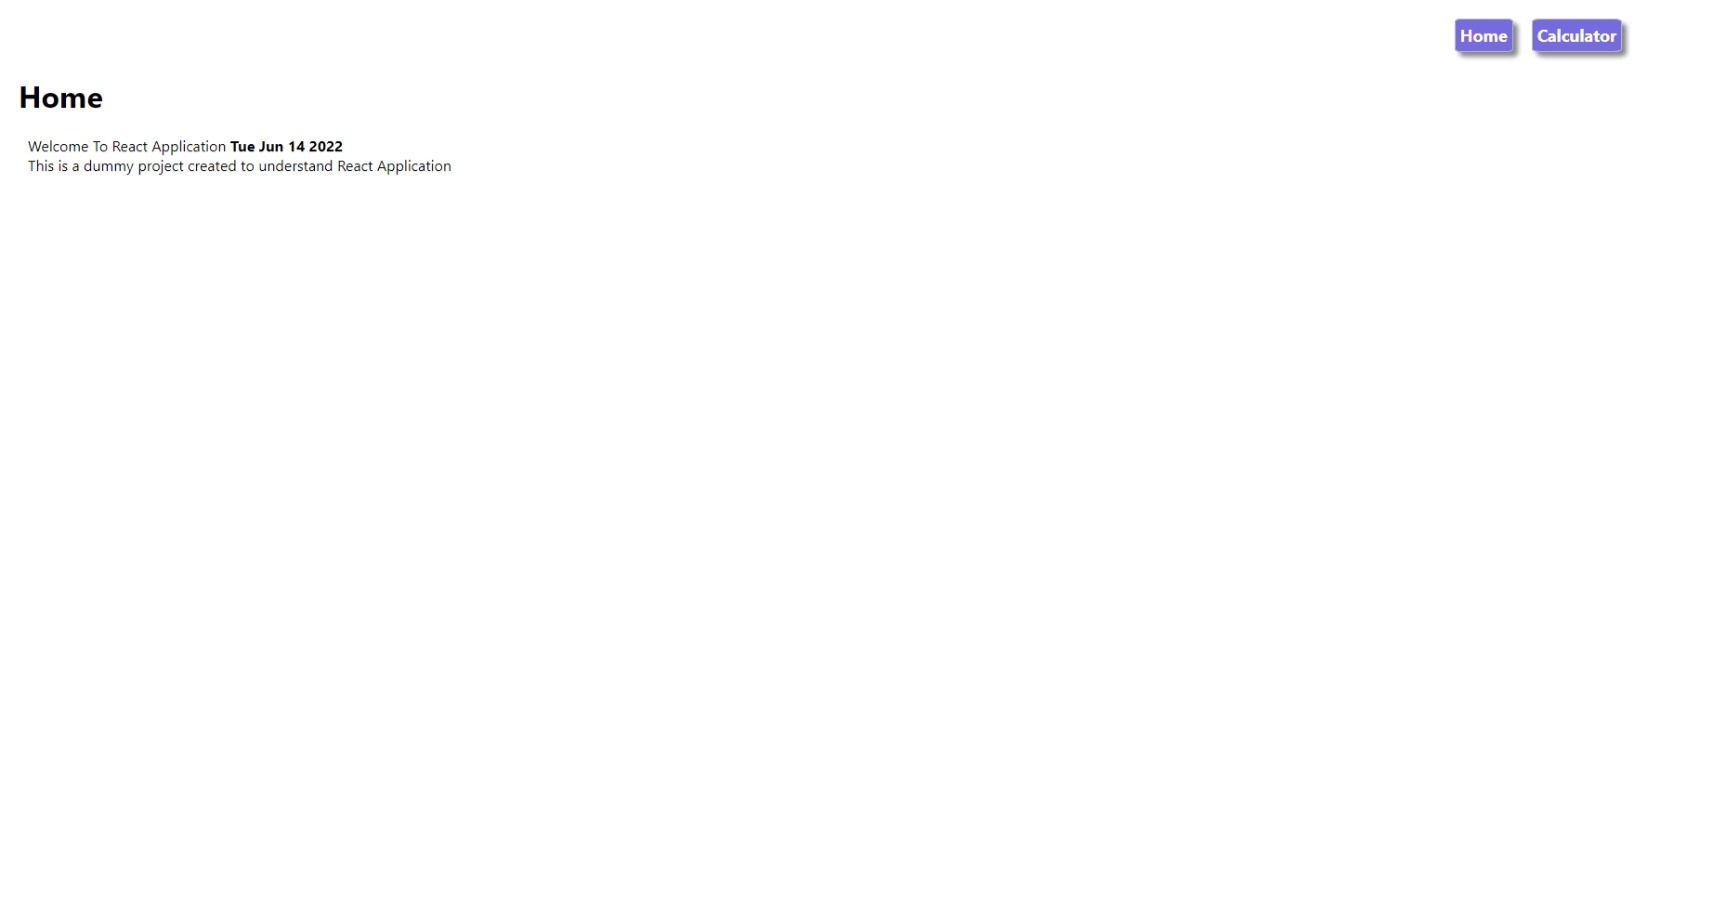 Home Calculator
Home
Welcome To React Application Tue Jun 14 2022
This is a dummy project created to understand React Application